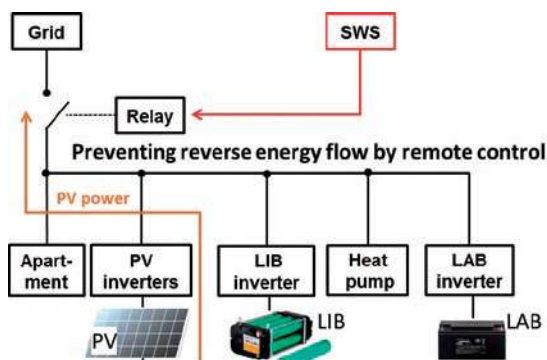 Grid
SWS
Relay
Preventing reverse energy flow by remote control
PV power
Apart-
ment
PV
inverters
LIB
inverter
Heat
pump
LAB
inverter
PV
LIB
LAB